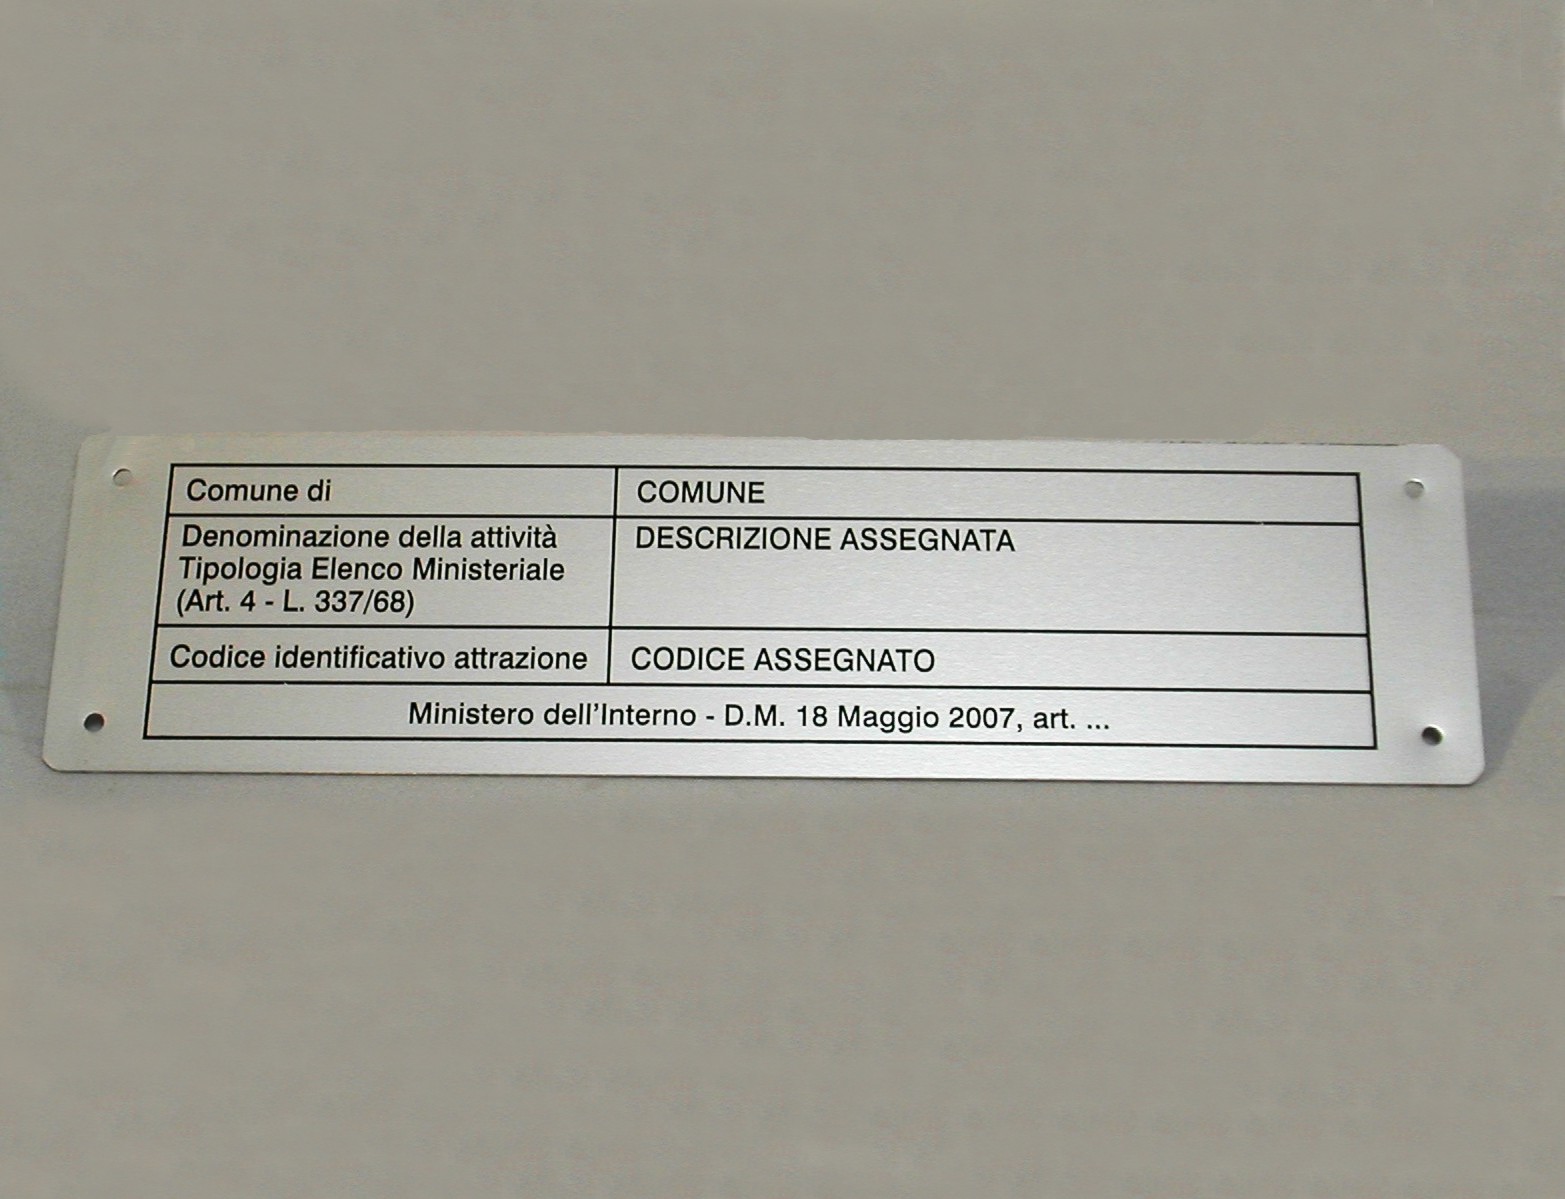 Comune di COMUNE
Denominazione della attività DESCRIZIONE ASSEGNATA
Tipologia Elenco Ministeriale
(Art. 4 - L. 337/68)
Codice identificativo attrazione CODICE ASSEGNATO
Ministero dell'Interno - D.M. 18 Maggio 2007, art. ...